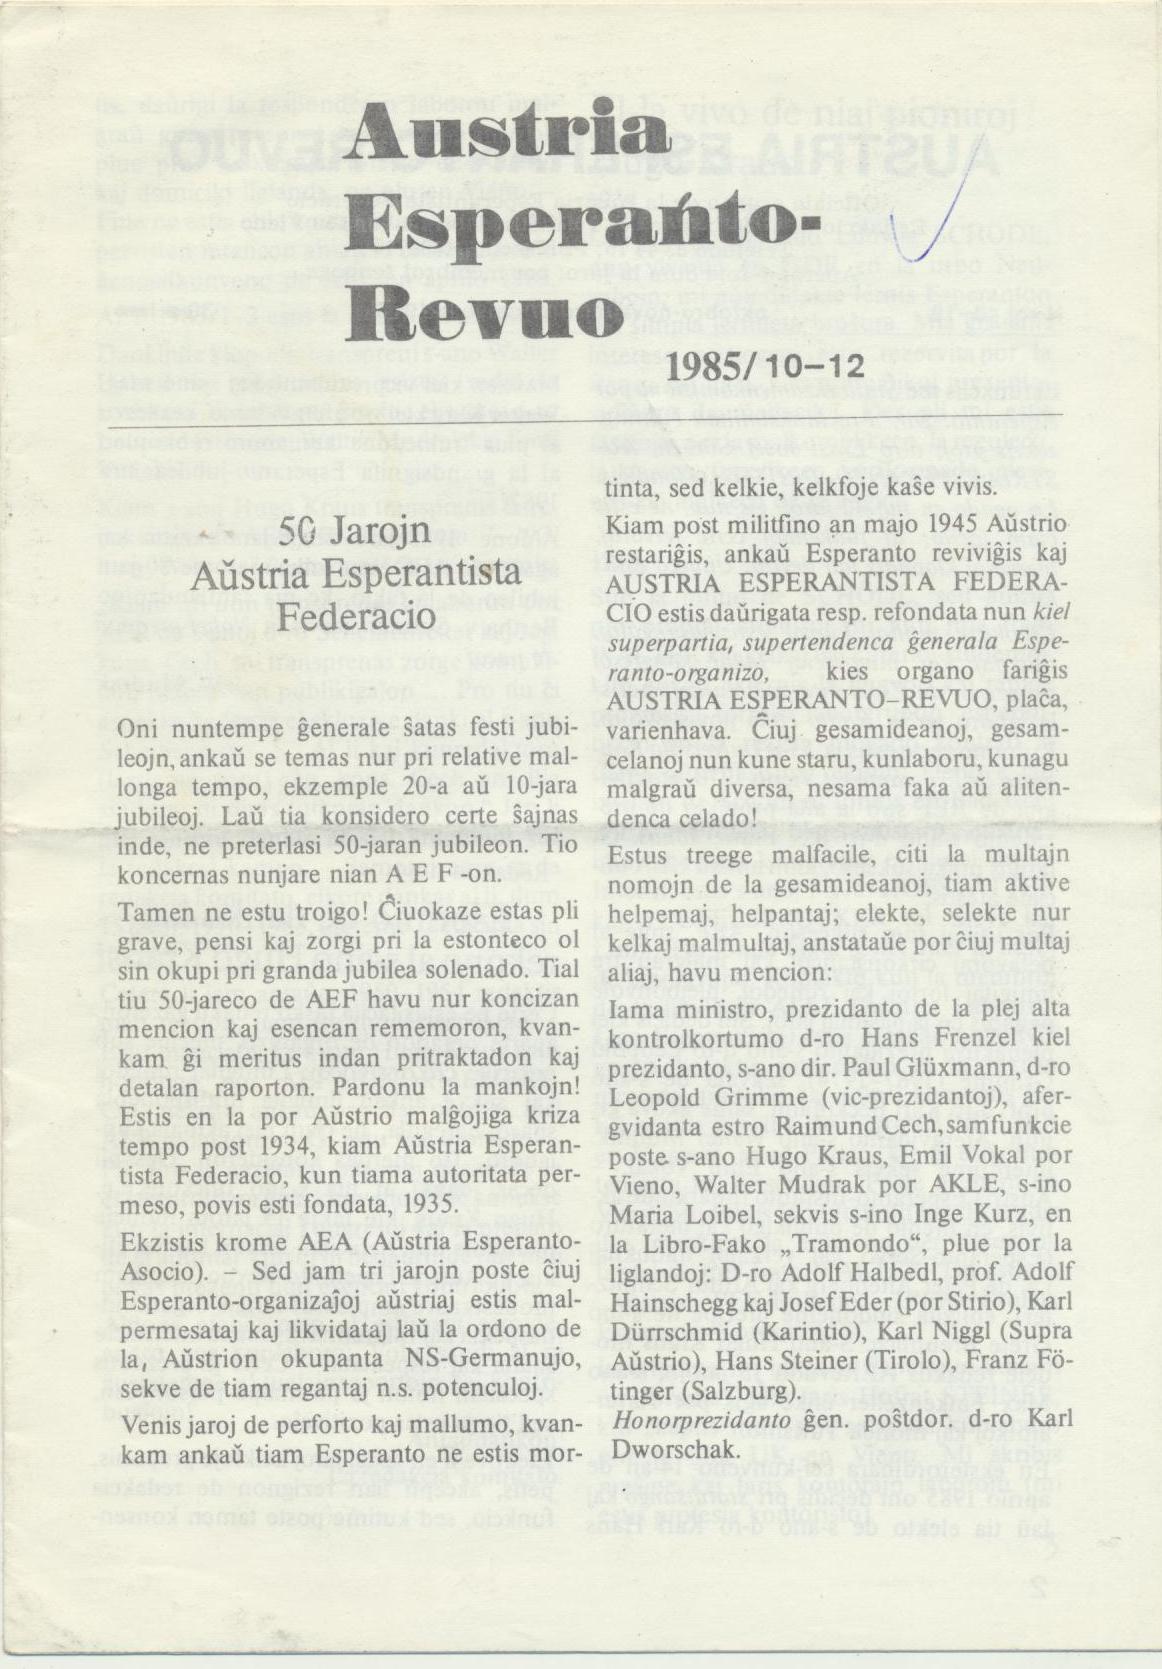 Austria
Esperanto-
Revuo
1985/10–12
50 Jarojn
Aŭstria Esperantista
Federacio
Oni nuntempe ĝenerale ŝatas festi jubi-
leojn, ankaŭ se temas nur pri relative mal-
longa tempo, ekzemple 20-a aŭ 10-jara
jubileoj. Laŭ tia konsidero certe ŝajnas
inde, ne preterlasi 50-jaran jubileon. Tio
koncernas nunjare nian A E F -on.
Tamen ne estu troigo! Ĉiuokaze estas pli
grave, pensi kaj zorgi pri la estonteco ol
sin okupi pri granda jubilea solenado. Tial
tiu 50-jareco de AEF havu nur koncizan
mencion kaj esencan rememoron, kvan-
kam ĝi meritus indan pritraktadon kaj
detalan raporton. Pardonu la mankojn!
Estis en la por Aŭstrio malĝojiga kriza
tempo post 1934, kiam Aŭstria Esperan-
tista Federacio, kun tiama autoritata per-
meso, povis esti fondata, 1935.
Ekzistis krome AEA (Aŭstria Esperanto-
Asocio). – Sed jam tri jarojn poste ĉiuj
Esperanto-organizaĵoj aŭstriaj estis mal-
permesataj kaj likvidataj laŭ la ordono de
la, Aŭstrion okupanta NS-Germanujo,
sekve de tiam regantaj n.s. potenculoj.
Venis jaroj de perforto kaj mallumo, kvan-
kam ankaŭ tiam Esperanto ne estis mor-
tinta, sed kelkie, kelkfoje kaŝe vivis.
Kiam post militfino an majo 1945 Aŭstrio
restariĝis, ankaŭ Esperanto reviviĝis kaj
AUSTRIA ESPERANTISTA FEDERA-
CIO estis daŭrigata resp. refondata nun kiel
superpartia, supertendenca ĝenerala Espe-
ranto-organizo, kies organo fariĝis
AUSTRIA ESPERANTO–REVUO, plaĉa,
varienhava. Ĉiuj gesamideanoj, gesam-
celanoj nun kune staru, kunlaboru, kunagu
malgraŭ diversa, nesama faka aŭ aliten-
denca celado!
Estus treege malfacile, citi la multajn
nomojn de la gesamideanoj, tiam aktive
helpemaj, helpantaj; elekte, selekte nur
kelkaj malmultaj, anstataŭe por ĉiuj multaj
aliaj, havu mencion:
Iama ministro, prezidanto de la plej alta
kontrolkortumo d-ro Hans Frenzel kiel
prezidanto, s-ano dir. Paul Glüxmann, d-ro
Leopold Grimme (vic-prezidantoj), afer-
gvidanta estro Raimund Cech, samfunkcie
poste s-ano Hugo Kraus, Emil Vokal por
Vieno, Walter Mudrak por AKLE, s-ino
Maria Loibel, sekvis s-ino Inge Kurz, en
la Libro-Fako „Tramondo“, plue por la
liglandoj: D-ro Adolf Halbedl, prof. Adolf
Hainschegg kaj Josef Eder (por Stirio), Karl
Dürrschmid (Karintio), Karl Niggl (Supra
Aŭstrio), Hans Steiner (Tirolo), Franz Fö-
tinger (Salzburg).
Honorprezidanto ĝen. poŝtdor. d-ro Karl
Dworschak.